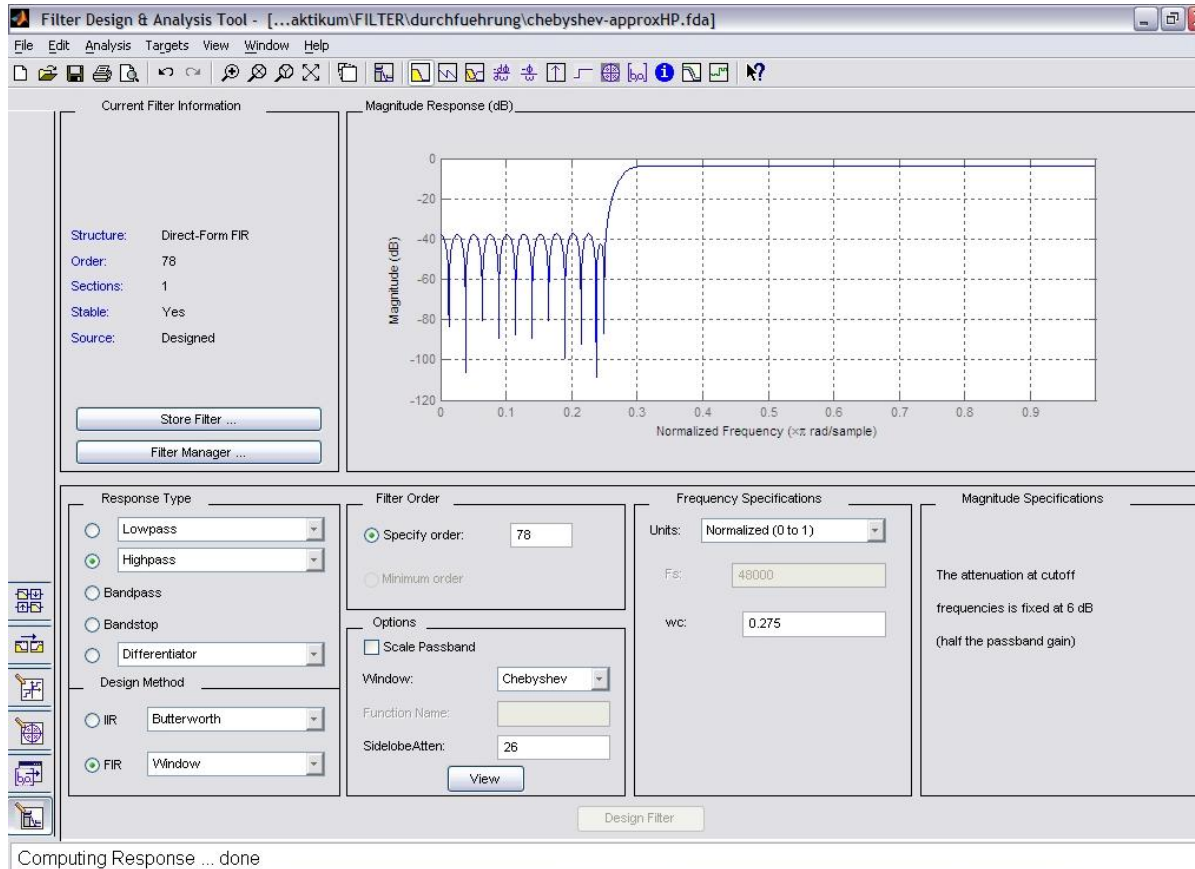 Filter Design & Analysis Tool - [...aktikum\FILTER\durchfuehrung\chebyshev-approxHP.fda]
File Edit Analysis Targets View Window Help
Current Filter Information
Structure: Direct-Form FIR
Order: 78
Sections: 1
Stable: Yes
Source: Designed
Store Filter ...
Filter Manager ...
Magnitude Response (dB)
Magnitude (dB)
0
-20
-40
-60
-80
-100
-120
0 0.1 0.2 0.3 0.4 0.5 0.6 0.7 0.8 0.9
Normalized Frequency (×π rad/sample)
Response Type
Lowpass
Highpass
Bandpass
Bandstop
Differentiator
Design Method
IIR Butterworth
FIR Window
Filter Order
Specify order: 78
Minimum order
Options
Scale Passband
Window: Chebyshev
Function Name:
SidelobeAtten: 26
View
Frequency Specifications
Units: Normalized (0 to 1)
Fs: 48000
wc: 0.275
Magnitude Specifications
The attenuation at cutoff
frequencies is fixed at 6 dB
(half the passband gain)
Design Filter
Computing Response ... done